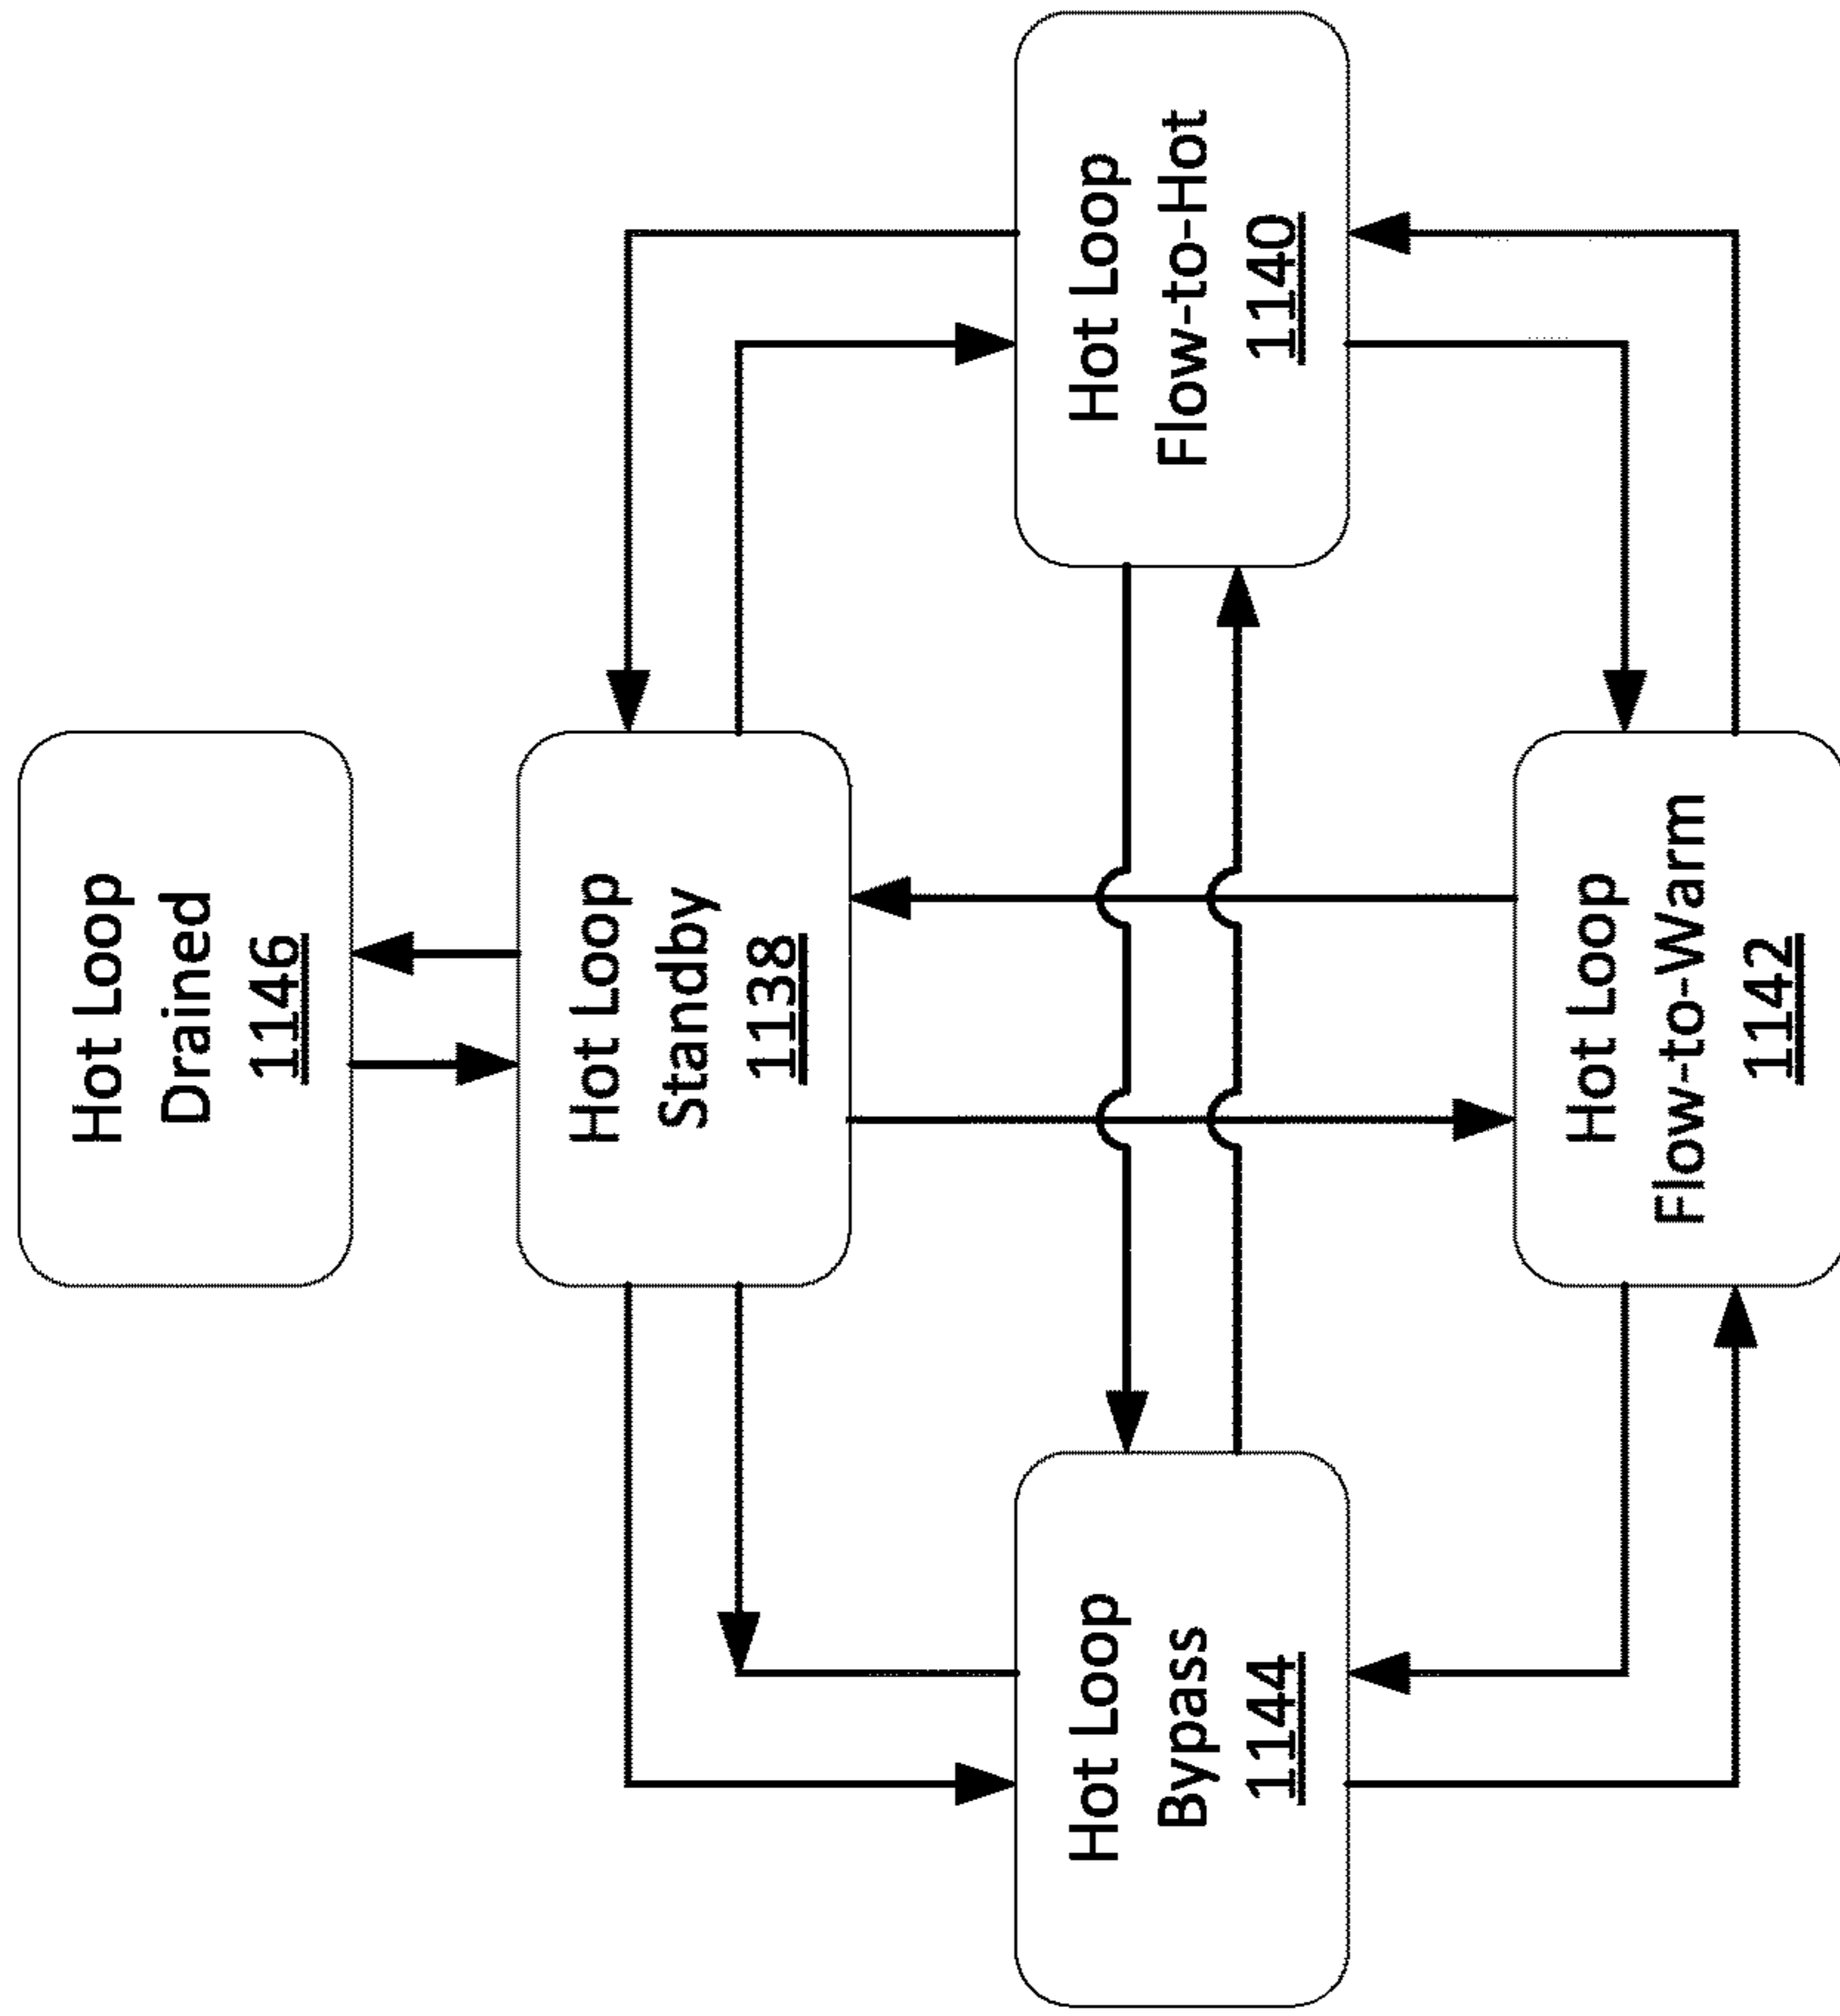 Hot Loop
Drained
1146
Hot Loop
Standby
1138
Hot Loop
Flow-to-Hot
1140
Hot Loop
Bypass
1144
Hot Loop
Flow-to-Warm
1142